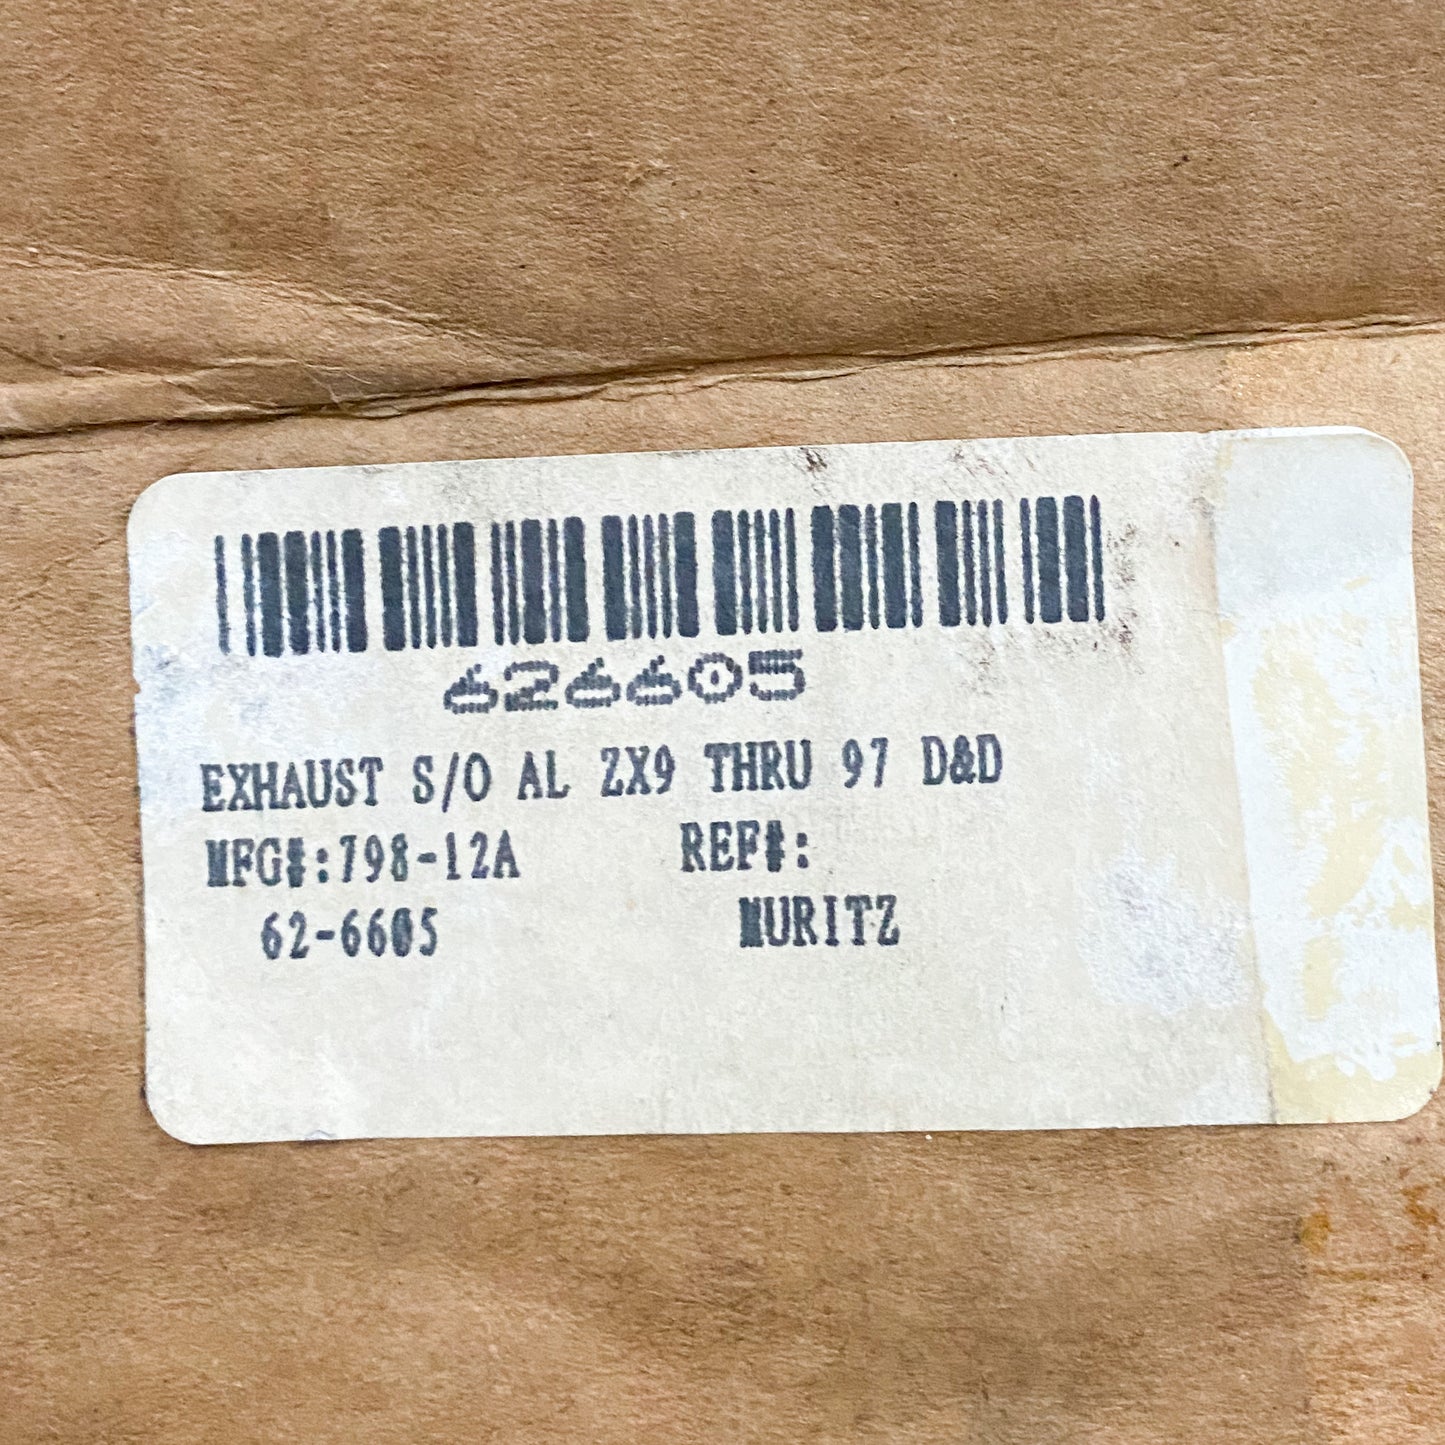 626605
EXHAUST S/O AL ZX9 THRU 97 D&D
MFG#:798-12A REF#:
62-6605 MURITZ